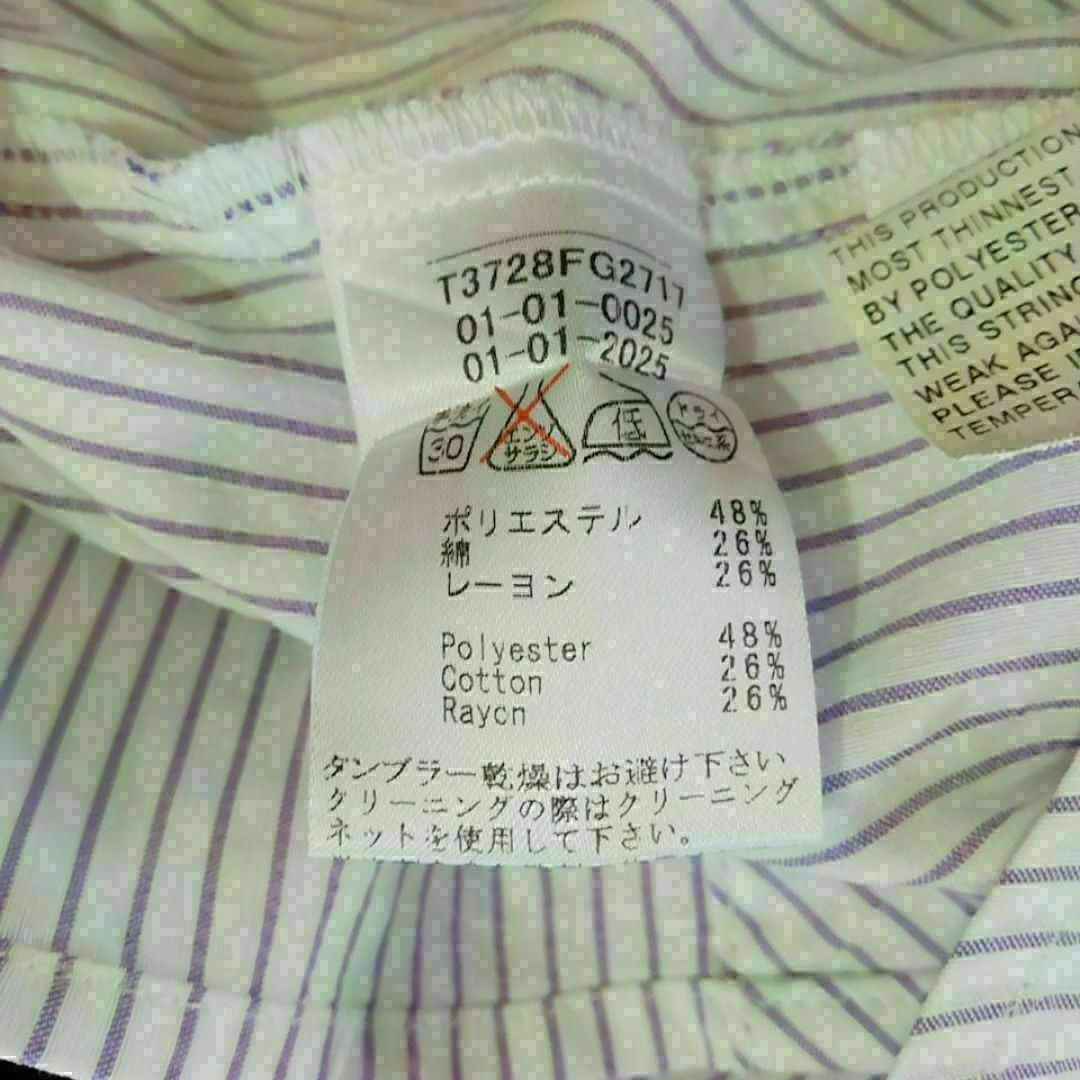 T3728FG2717
01-01-0025
01-01-2025
30
エンソ
サラシ
低
ドライ
ポリエステル 48%
綿 26%
レーヨン 26%
Polyester 48%
Cotton 26%
Rayon 26%
タンブラー乾燥はお避け下さい
クリーニングの際はクリーニング
ネットを使用して下さい。
THIS PRODUCTION
MOST THINNEST
BY POLYESTER
THE QUALITY
THIS STRING
WEAK AGAI
PLEASE
TEMPERA